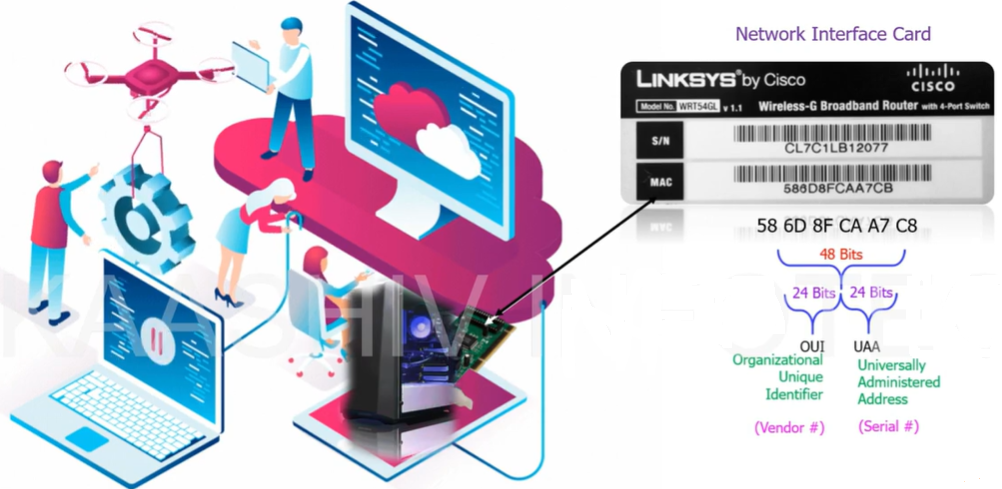 Network Interface Card
LINKSYS® by Cisco
CISCO
Model No. WRT54GL v 1.1 Wireless-G Broadband Router with 4-Port Switch
S/N
CL7C1LB12077
MAC
586D8FCAA7CB
58 6D 8F CA A7 C8
48 Bits
24 Bits 24 Bits
OUI UAA
Organizational
Unique
Identifier
Universally
Administered
Address
(Vendor #) (Serial #)
KAASHIV INFOTECH